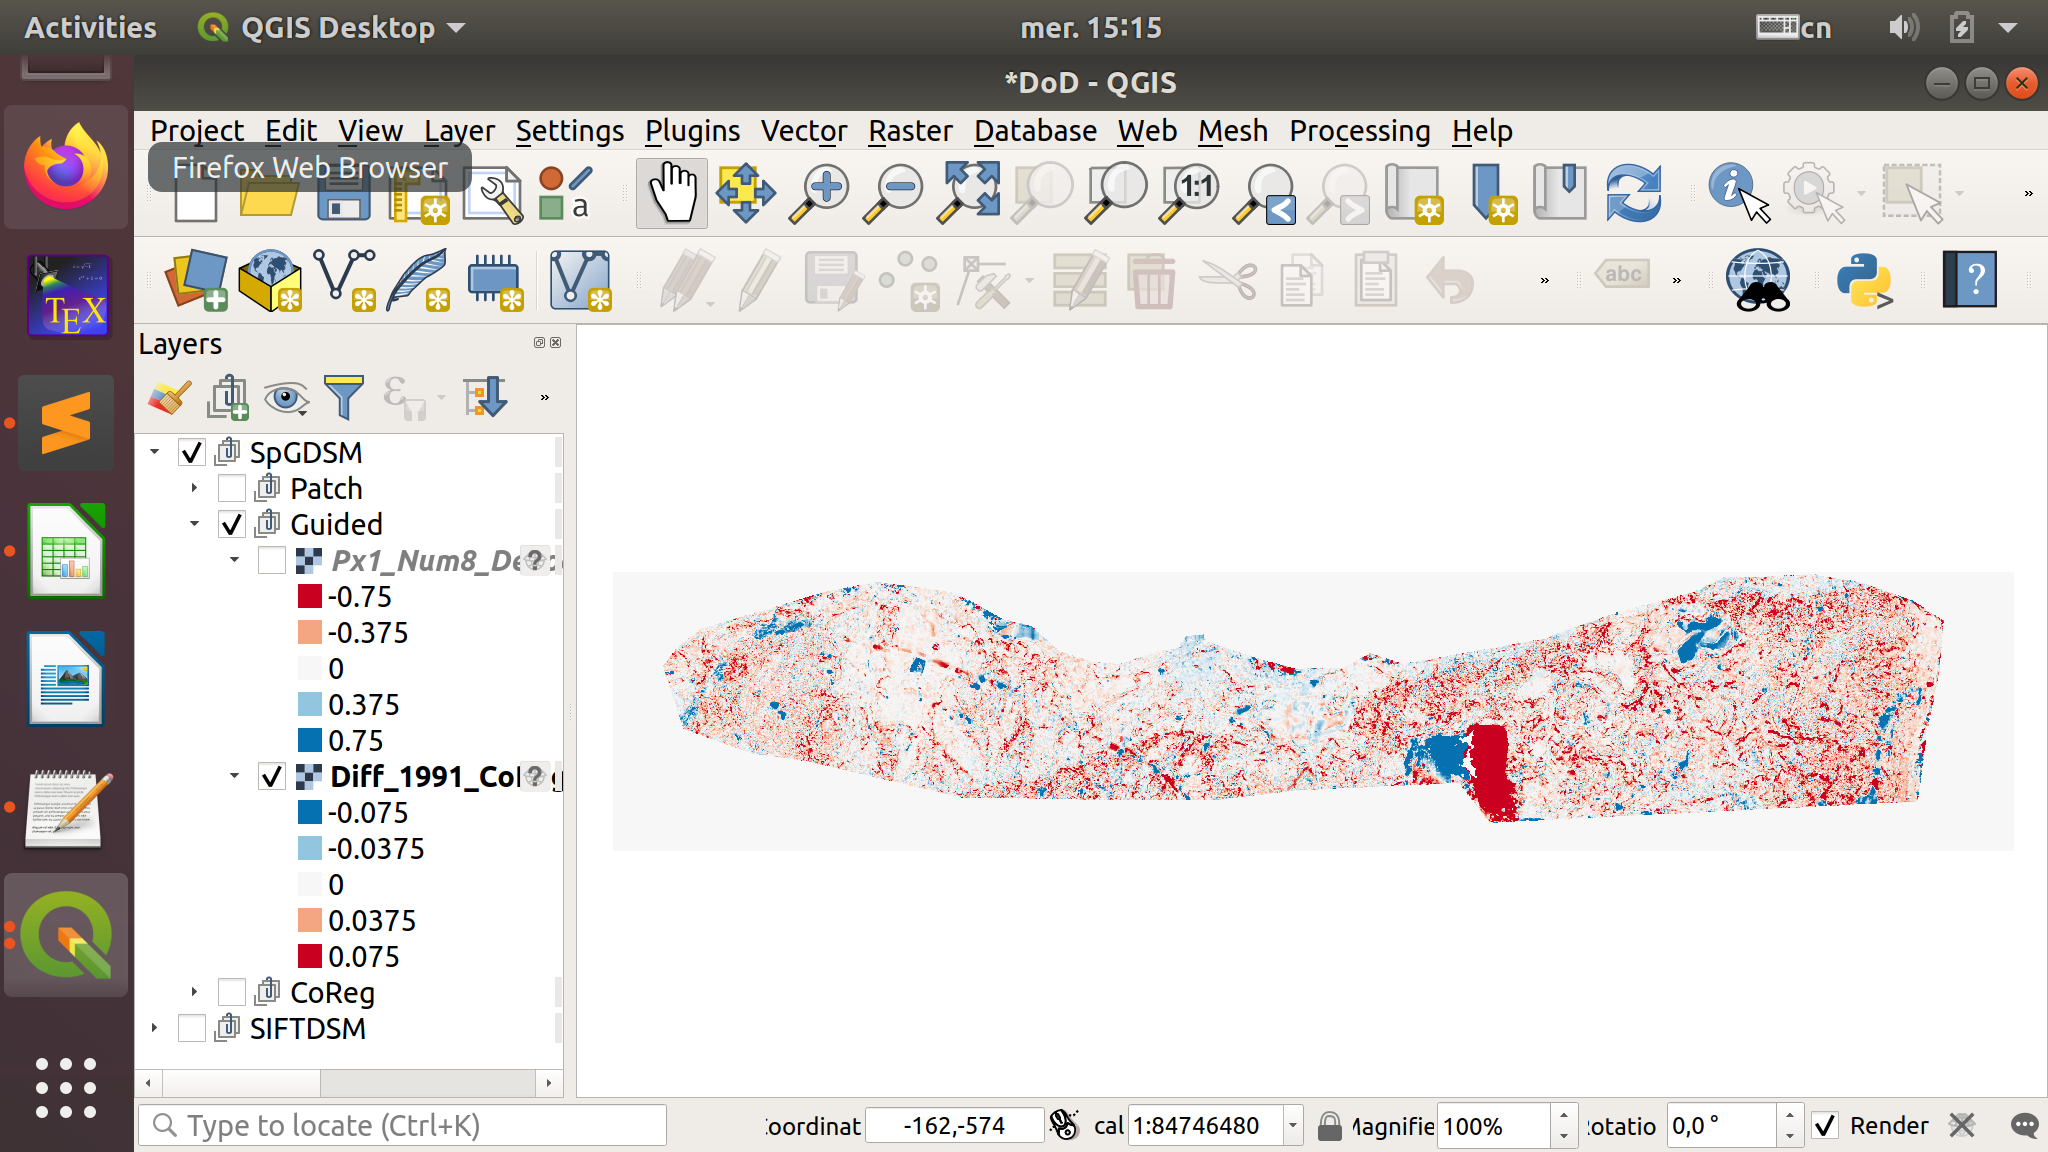 Activities
QGIS Desktop
mer. 15:15
cn
*DoD - QGIS
Project Edit View Layer Settings Plugins Vector Raster Database Web Mesh Processing Help
Firefox Web Browser
a
1:1
abc
TEX
Layers
SpGDSM
Patch
Guided
Px1_Num8_De
-0.75
-0.375
0
0.375
0.75
Diff_1991_Co
-0.075
-0.0375
0
0.0375
0.075
CoReg
SIFTDSM
Type to locate (Ctrl+K)
oordinat
-162,-574
cal
1:84746480
Magnifie
100%
otatio
0,0 °
Render